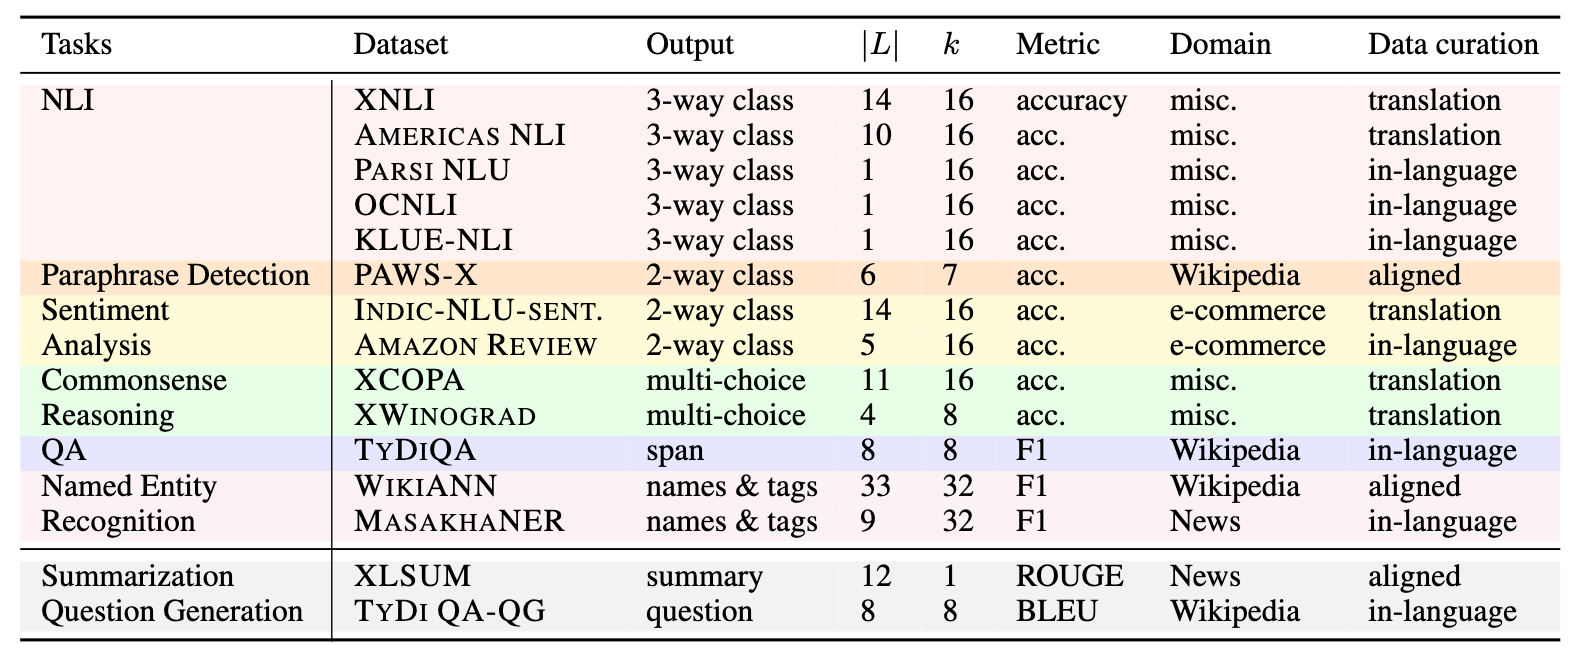 Tasks Dataset Output |L| k Metric Domain Data curation
NLI XNLI 3-way class 14 16 accuracy misc. translation
AMERICAS NLI 3-way class 10 16 acc. misc. translation
PARSI NLU 3-way class 1 16 acc. misc. in-language
OCNLI 3-way class 1 16 acc. misc. in-language
KLUE-NLI 3-way class 1 16 acc. misc. in-language
Paraphrase Detection PAWS-X 2-way class 6 7 acc. Wikipedia aligned
Sentiment INDIC-NLU-SENT. 2-way class 14 16 acc. e-commerce translation
Analysis AMAZON REVIEW 2-way class 5 16 acc. e-commerce in-language
Commonsense XCOPA multi-choice 11 16 acc. misc. translation
Reasoning XWINOGRAD multi-choice 4 8 acc. misc. translation
QA TYDIQA span 8 8 F1 Wikipedia in-language
Named Entity WIKIANN names & tags 33 32 F1 Wikipedia aligned
Recognition MASAKHANER names & tags 9 32 F1 News in-language
Summarization XLSUM summary 12 1 ROUGE News aligned
Question Generation TYDI QA-QG question 8 8 BLEU Wikipedia in-language